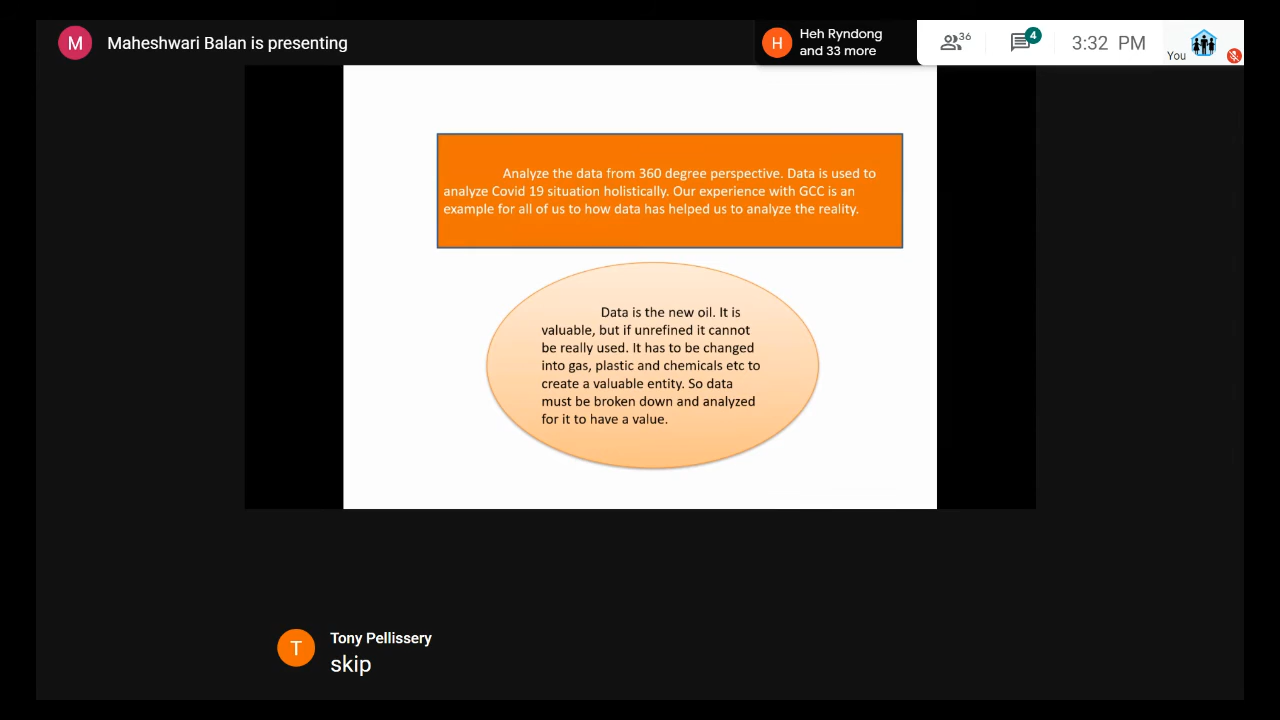 M
Maheshwari Balan is presenting
H
Heh Ryndong
and 33 more
36
4
3:32 PM
You
Analyze the data from 360 degree perspective. Data is used to
analyze Covid 19 situation holistically. Our experience with GCC is an
example for all of us to how data has helped us to analyze the reality.
Data is the new oil. It is
valuable, but if unrefined it cannot
be really used. It has to be changed
into gas, plastic and chemicals etc to
create a valuable entity. So data
must be broken down and analyzed
for it to have a value.
T
Tony Pellissery
skip